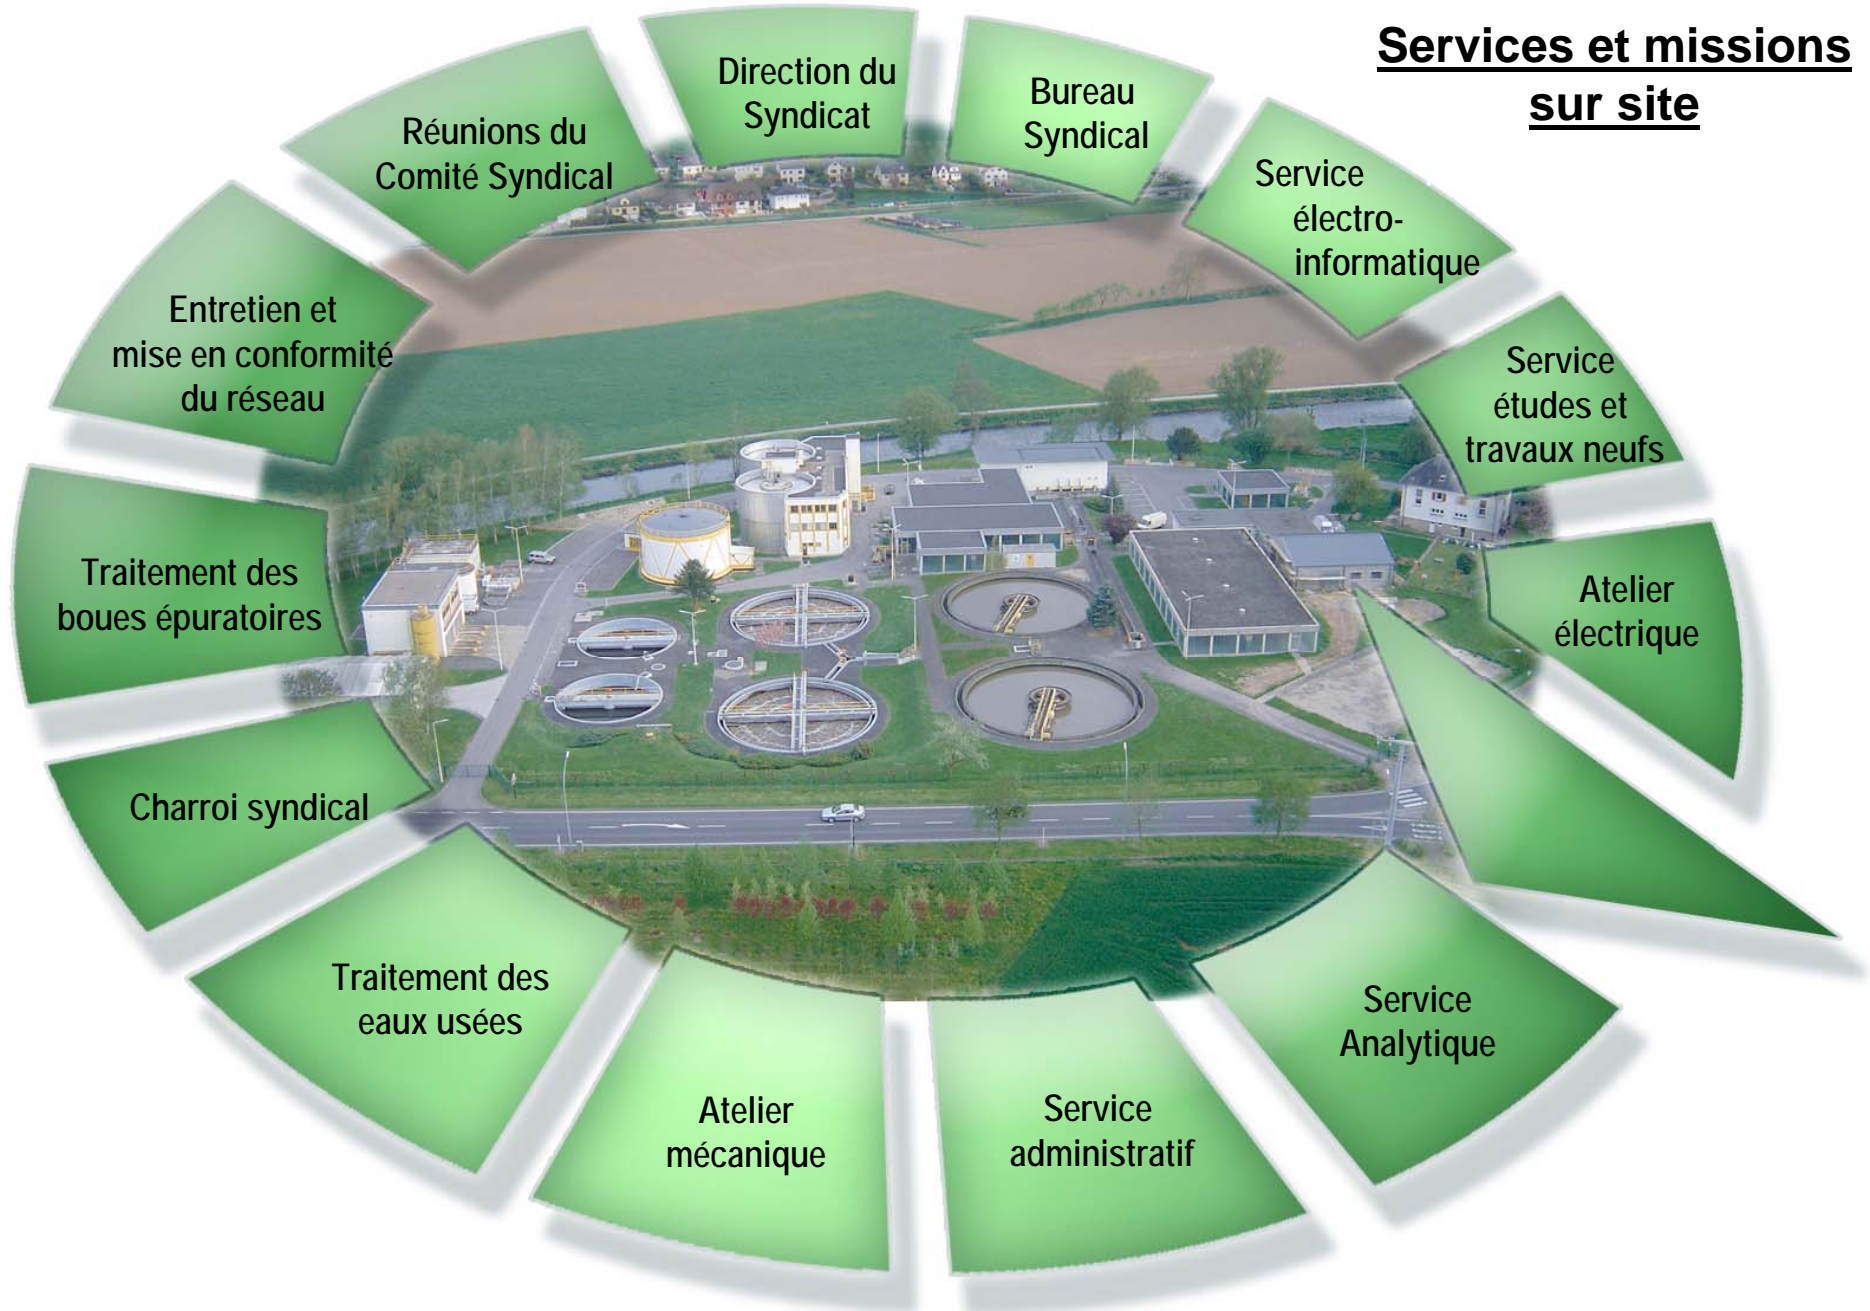 Services et missions
sur site
Direction du
Syndicat
Bureau
Syndical
Service
électro-
informatique
Service
études et
travaux neufs
Atelier
électrique
Service
Analytique
Service
administratif
Atelier
mécanique
Traitement des
eaux usées
Charroi syndical
Traitement des
boues épuratoires
Entretien et
mise en conformité
du réseau
Réunions du
Comité Syndical